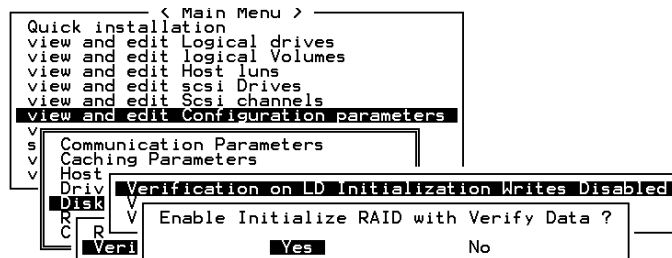 < Main Menu >
Quick installation
view and edit Logical drives
view and edit logical Volumes
view and edit Host luns
view and edit scsi Drives
view and edit Scsi channels
view and edit Configuration parameters
v
s Communication Parameters
v Caching Parameters
v Host
Driv Verification on LD Initialization Writes Disabled
Disk V
R V Enable Initialize RAID with Verify Data ?
C R
Veri Yes No